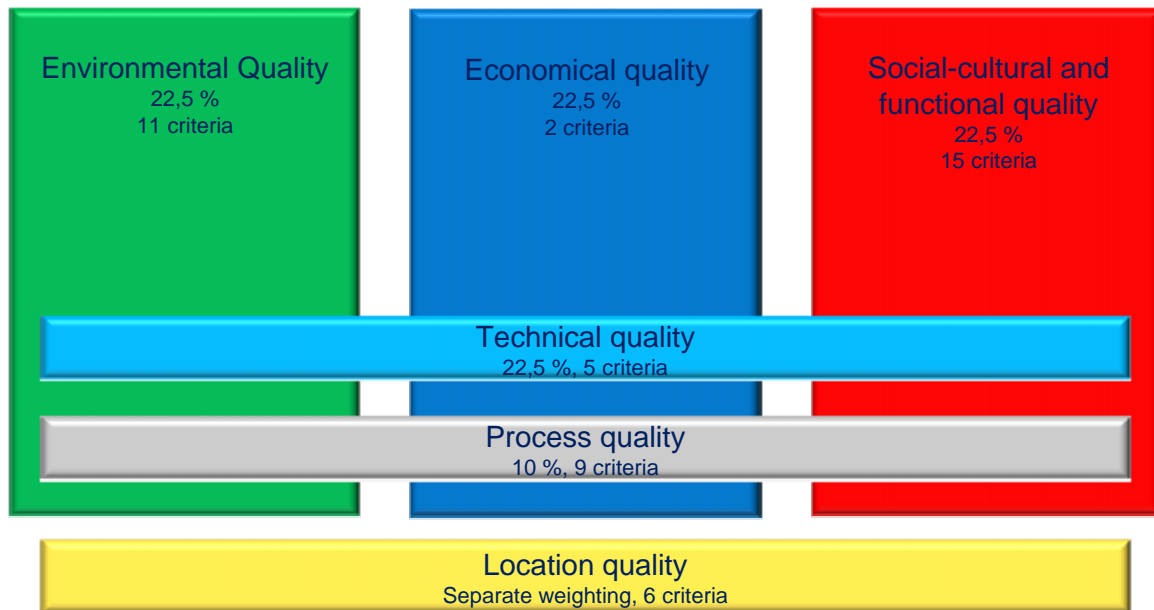 Environmental Quality
22,5 %
11 criteria
Economical quality
22,5 %
2 criteria
Social-cultural and
functional quality
22,5 %
15 criteria
Technical quality
22,5 %, 5 criteria
Process quality
10 %, 9 criteria
Location quality
Separate weighting, 6 criteria